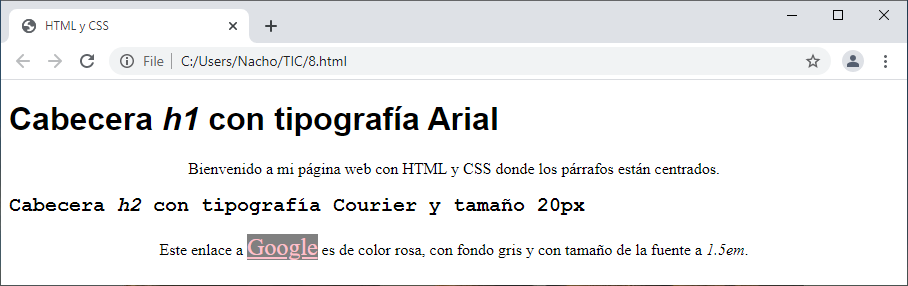 HTML y CSS
File
C:/Users/Nacho/TIC/8.html
Cabecera h1 con tipografía Arial
Bienvenido a mi página web con HTML y CSS donde los párrafos están centrados.
Cabecera h2 con tipografía Courier y tamaño 20px
Este enlace a Google es de color rosa, con fondo gris y con tamaño de la fuente a 1.5em.